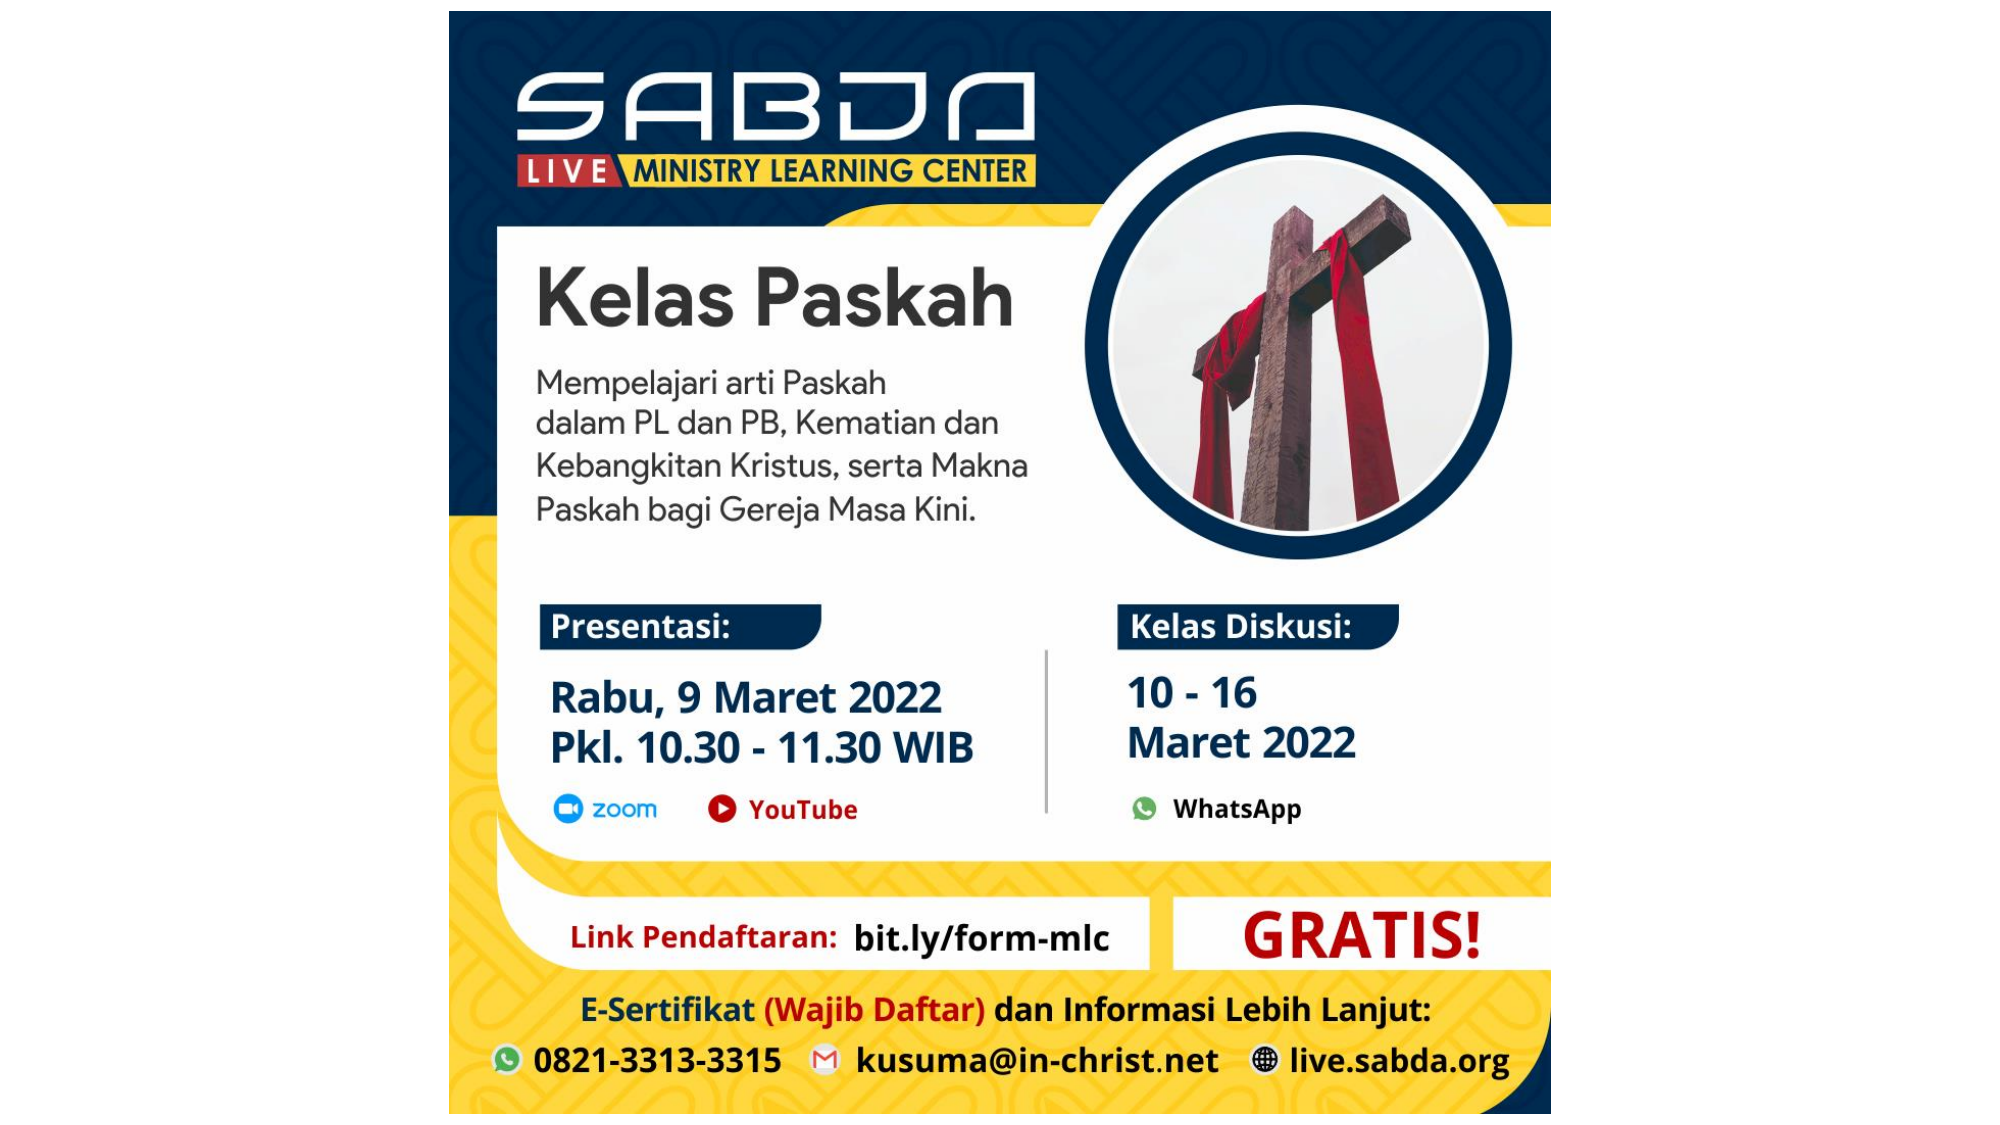 SABDA
LIVE MINISTRY LEARNING CENTER
Kelas Paskah
Mempelajari arti Paskah
dalam PL dan PB, Kematian dan
Kebangkitan Kristus, serta Makna
Paskah bagi Gereja Masa Kini.
Presentasi:
Rabu, 9 Maret 2022
Pkl. 10.30 - 11.30 WIB
zoom YouTube
Kelas Diskusi:
10 - 16
Maret 2022
WhatsApp
Link Pendaftaran: bit.ly/form-mlc
GRATIS!
E-Sertifikat (Wajib Daftar) dan Informasi Lebih Lanjut:
0821-3313-3315 kusuma@in-christ.net live.sabda.org